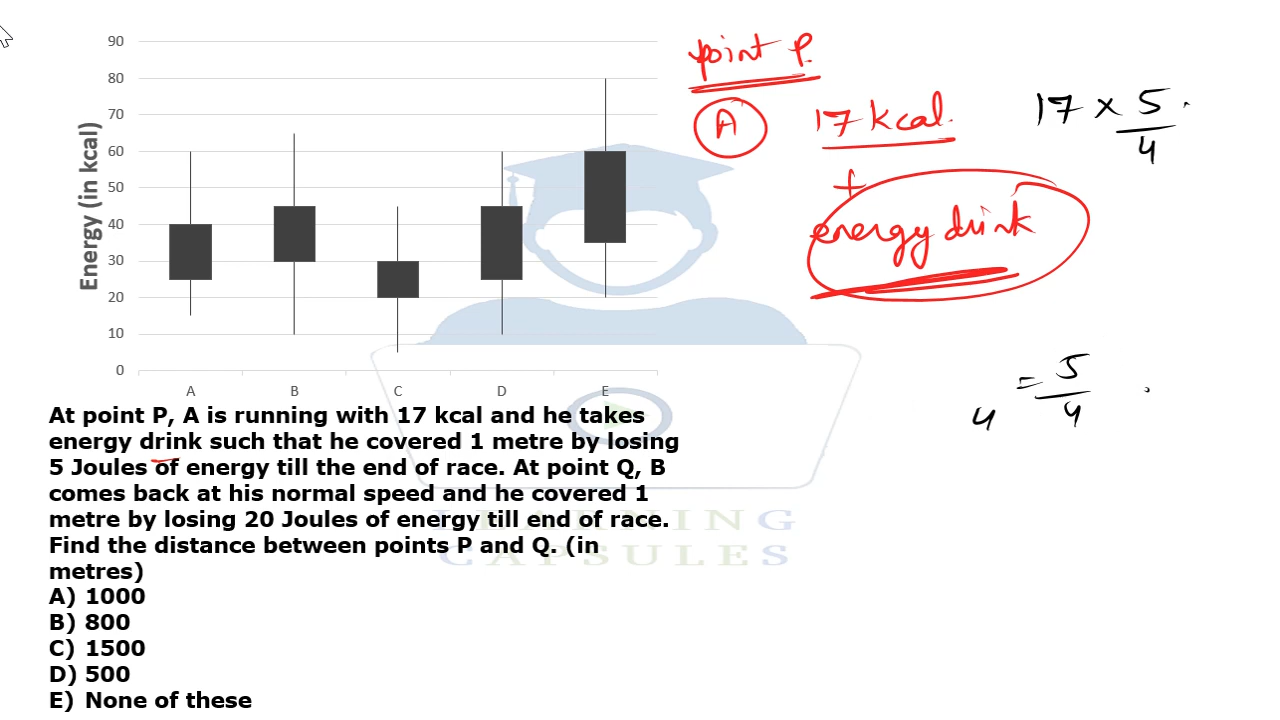 90
80
70
60
50
40
30
20
10
0
Energy (in kcal)
A B C D E
point P.
A 17 kcal.
+
energy drink
17 × 5/4
4 = 5/4
At point P, A is running with 17 kcal and he takes
energy drink such that he covered 1 metre by losing
5 Joules of energy till the end of race. At point Q, B
comes back at his normal speed and he covered 1
metre by losing 20 Joules of energy till end of race.
Find the distance between points P and Q. (in
metres)
A) 1000
B) 800
C) 1500
D) 500
E) None of these
LEARNING
CAPSULES